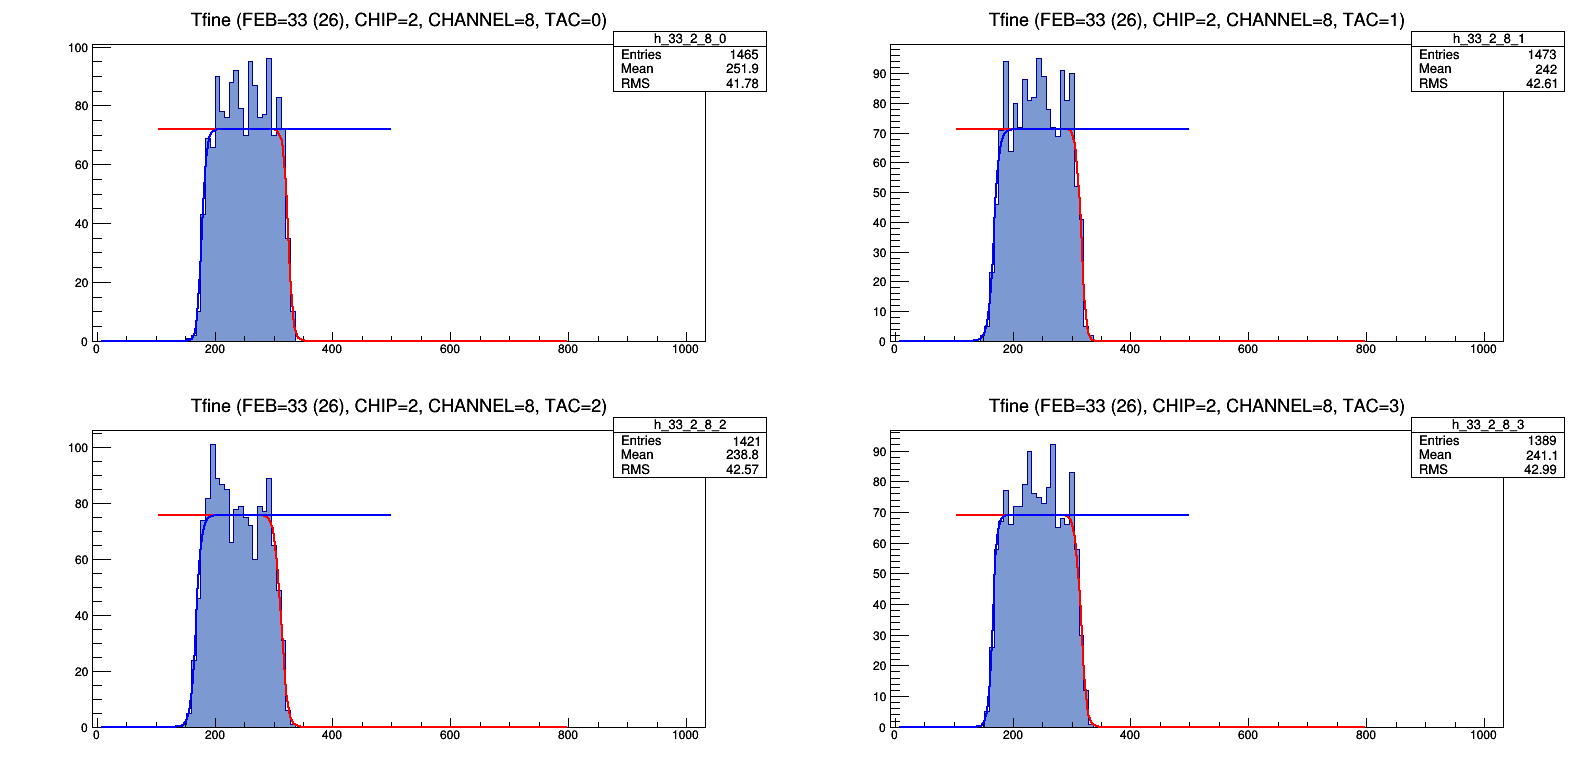 Tfine (FEB=33 (26), CHIP=2, CHANNEL=8, TAC=0)
h_33_2_8_0
Entries 1465
Mean 251.9
RMS 41.78
100
80
60
40
20
0
0 200 400 600 800 1000
Tfine (FEB=33 (26), CHIP=2, CHANNEL=8, TAC=1)
h_33_2_8_1
Entries 1473
Mean 242
RMS 42.61
90
80
70
60
50
40
30
20
10
0
0 200 400 600 800 1000
Tfine (FEB=33 (26), CHIP=2, CHANNEL=8, TAC=2)
h_33_2_8_2
Entries 1421
Mean 238.8
RMS 42.57
100
80
60
40
20
0
0 200 400 600 800 1000
Tfine (FEB=33 (26), CHIP=2, CHANNEL=8, TAC=3)
h_33_2_8_3
Entries 1389
Mean 241.1
RMS 42.99
90
80
70
60
50
40
30
20
10
0
0 200 400 600 800 1000